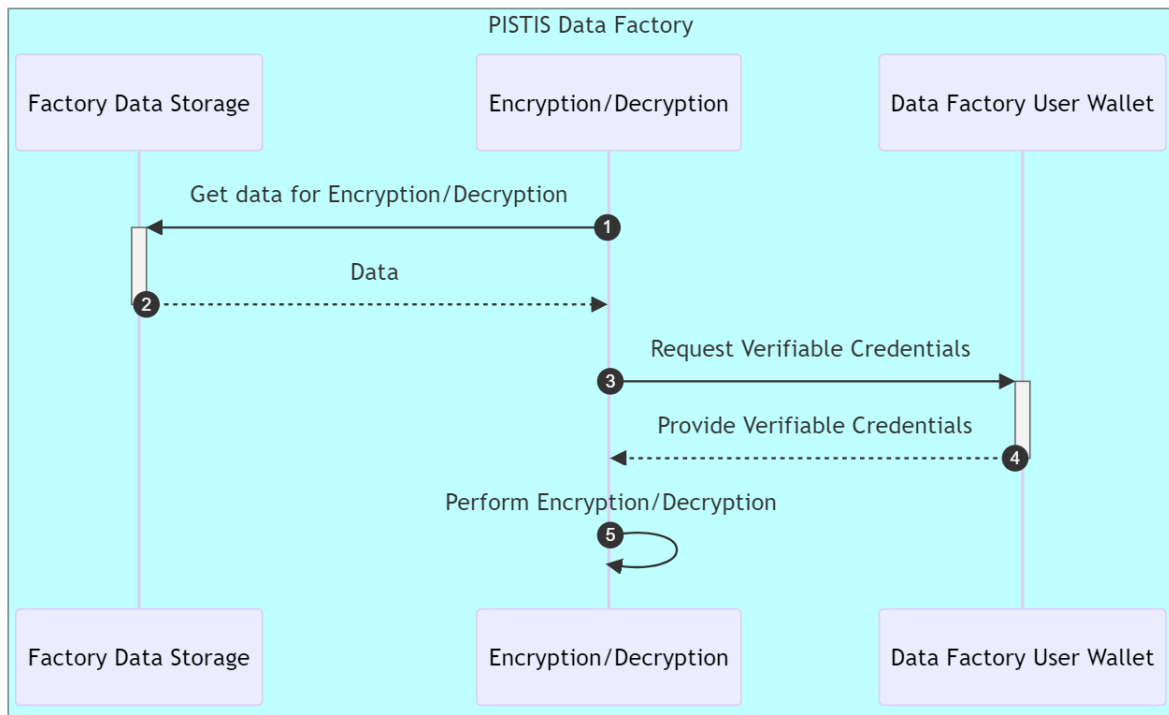 PISTIS Data Factory
Factory Data Storage
Encryption/Decryption
Data Factory User Wallet
Get data for Encryption/Decryption
1
Data
2
Request Verifiable Credentials
3
Provide Verifiable Credentials
4
Perform Encryption/Decryption
5
Factory Data Storage
Encryption/Decryption
Data Factory User Wallet